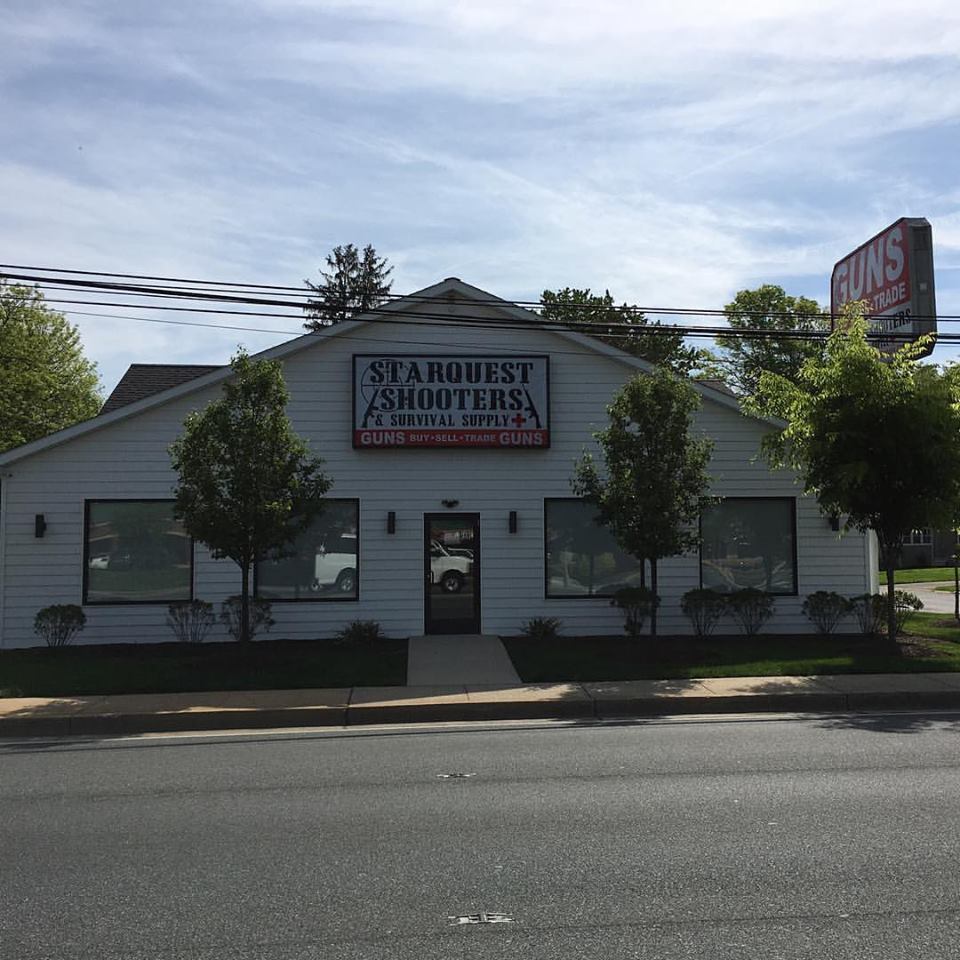 STARQUEST
SHOOTERS
& SURVIVAL SUPPLY
GUNS BUY•SELL•TRADE GUNS
GUNS
TRADE